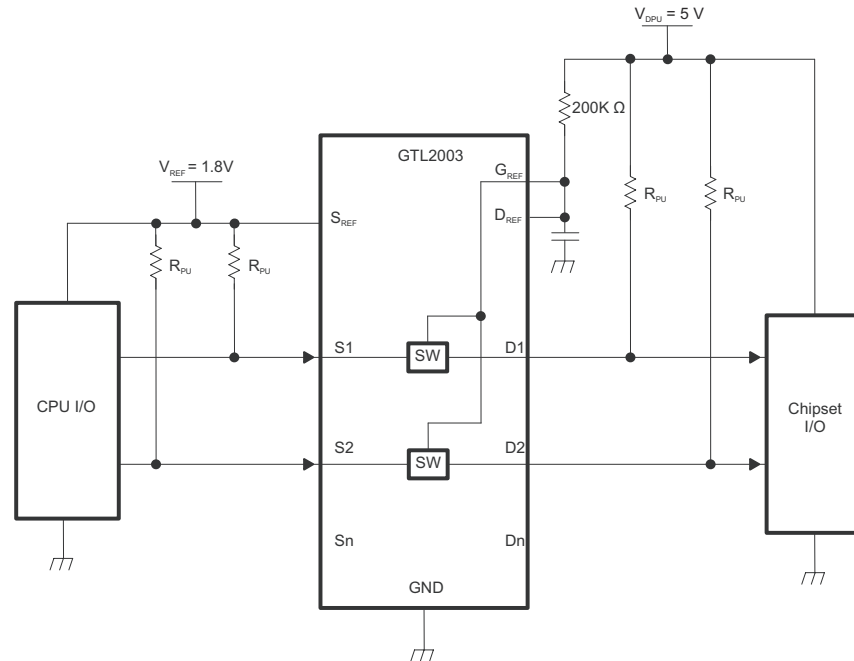 V_DPU = 5 V
200K Ω
GTL2003
V_REF = 1.8V
G_REF
S_REF
D_REF
R_PU
R_PU
R_PU
R_PU
S1
SW
D1
CPU I/O
Chipset
I/O
S2
SW
D2
Sn
Dn
GND